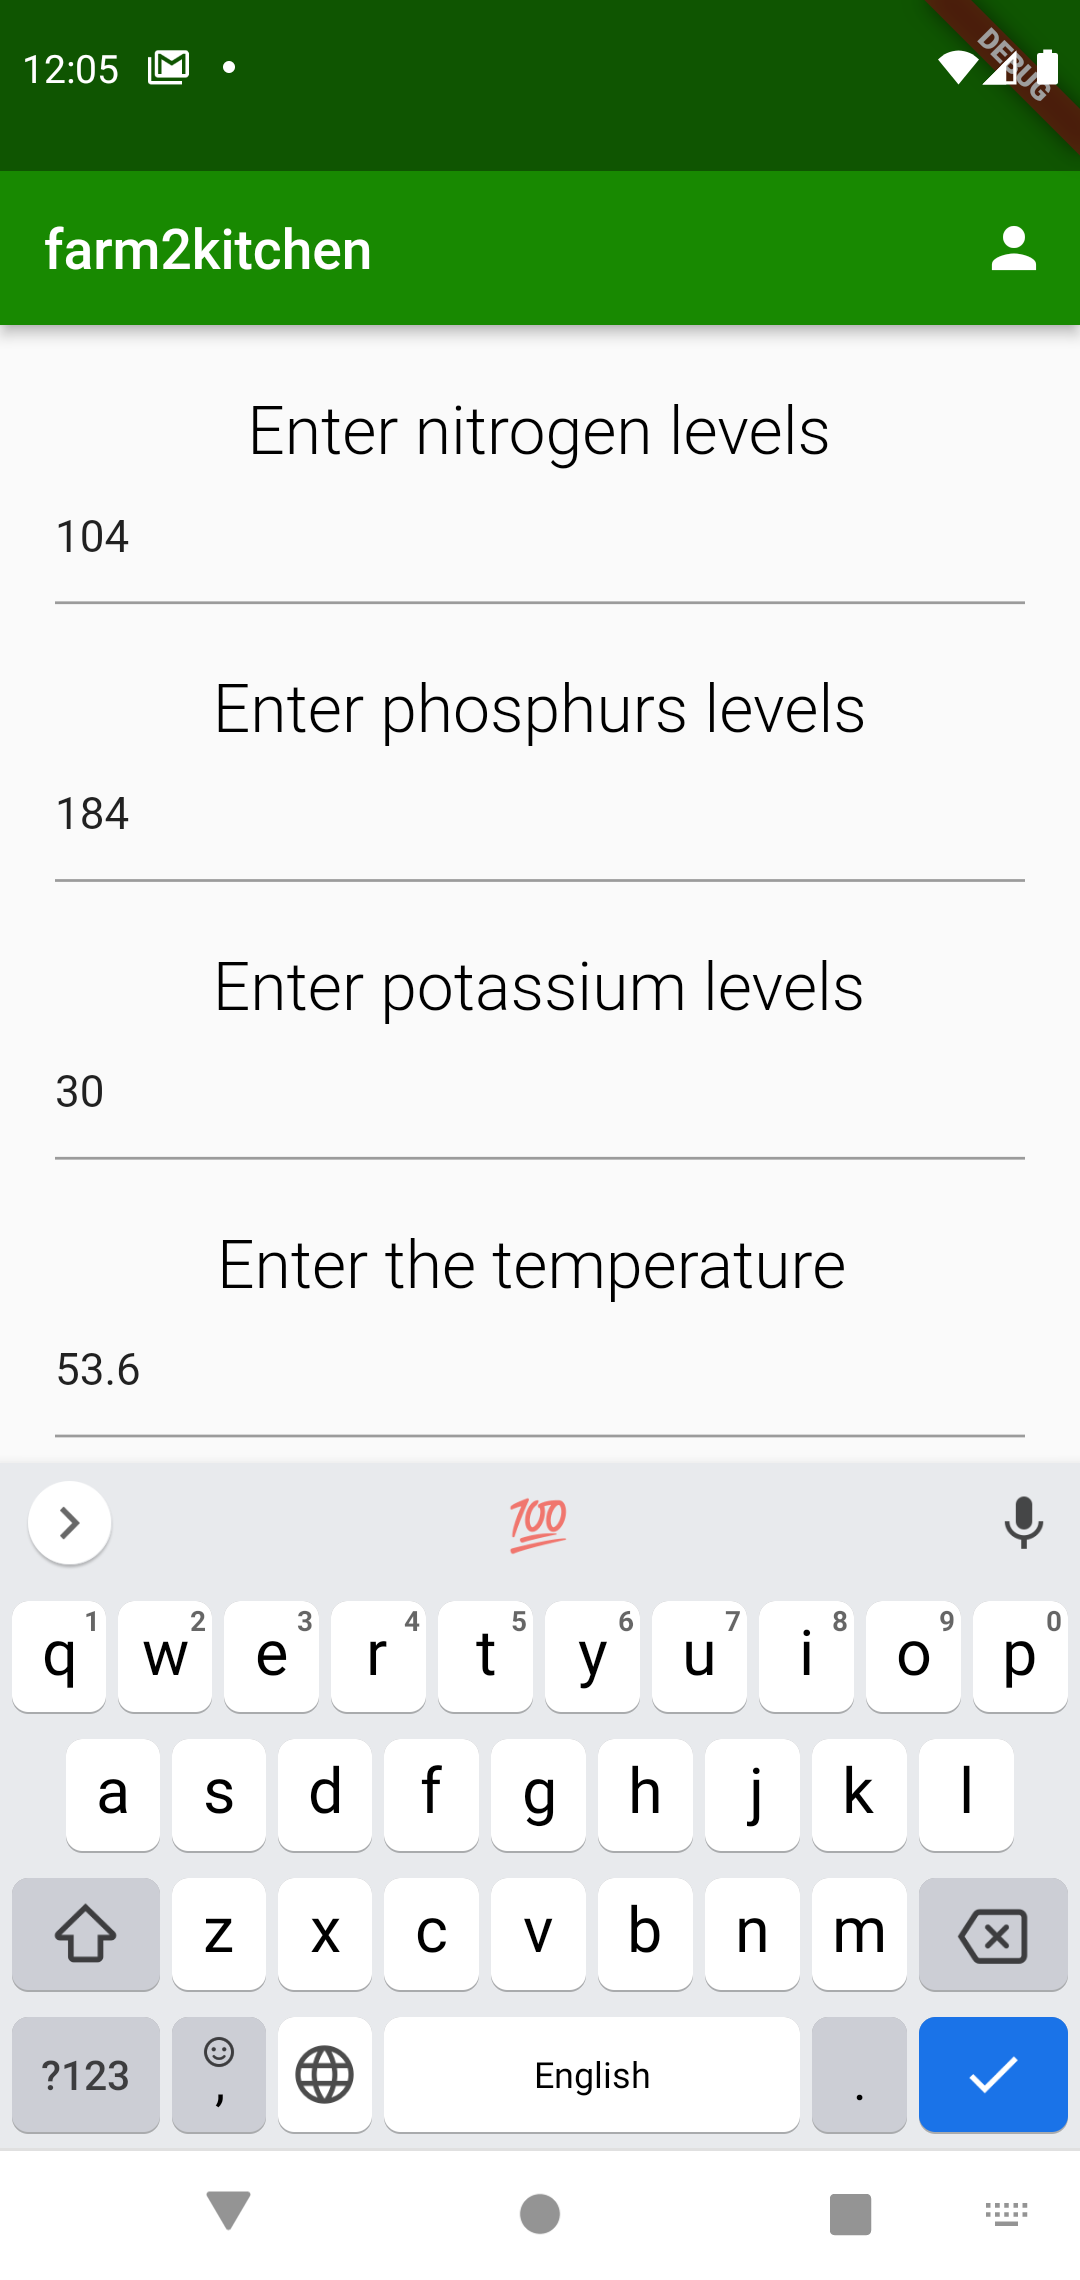 12:05
DEBUG
farm2kitchen
Enter nitrogen levels
104
Enter phosphurs levels
184
Enter potassium levels
30
Enter the temperature
53.6
💯
q 1 w 2 e 3 r 4 t 5 y 6 u 7 i 8 o 9 p 0
a s d f g h j k l
z x c v b n m
?123 , English .